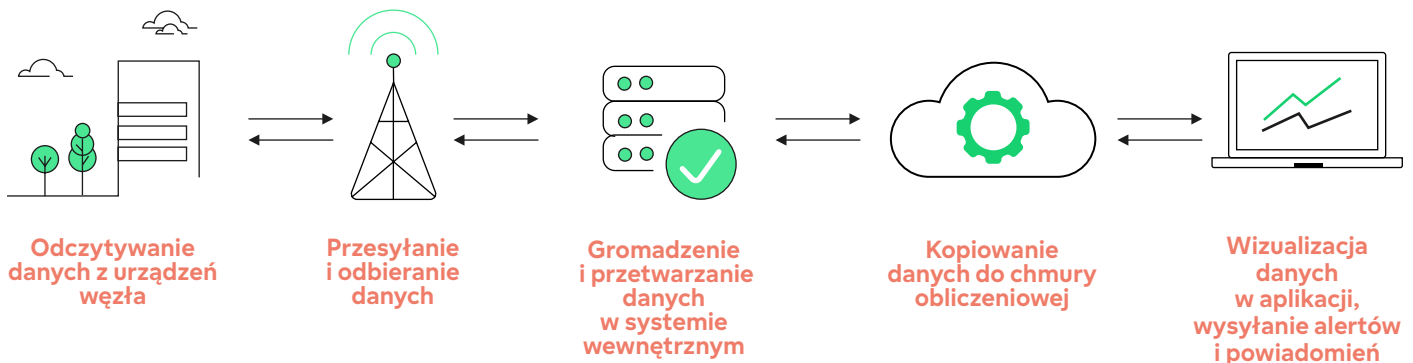 Odczytywanie
danych z urządzeń
węzła
Przesyłanie
i odbieranie
danych
Gromadzenie
i przetwarzanie
danych
w systemie
wewnętrznym
Kopiowanie
danych do chmury
obliczeniowej
Wizualizacja
danych
w aplikacji,
wysyłanie alertów
i powiadomień